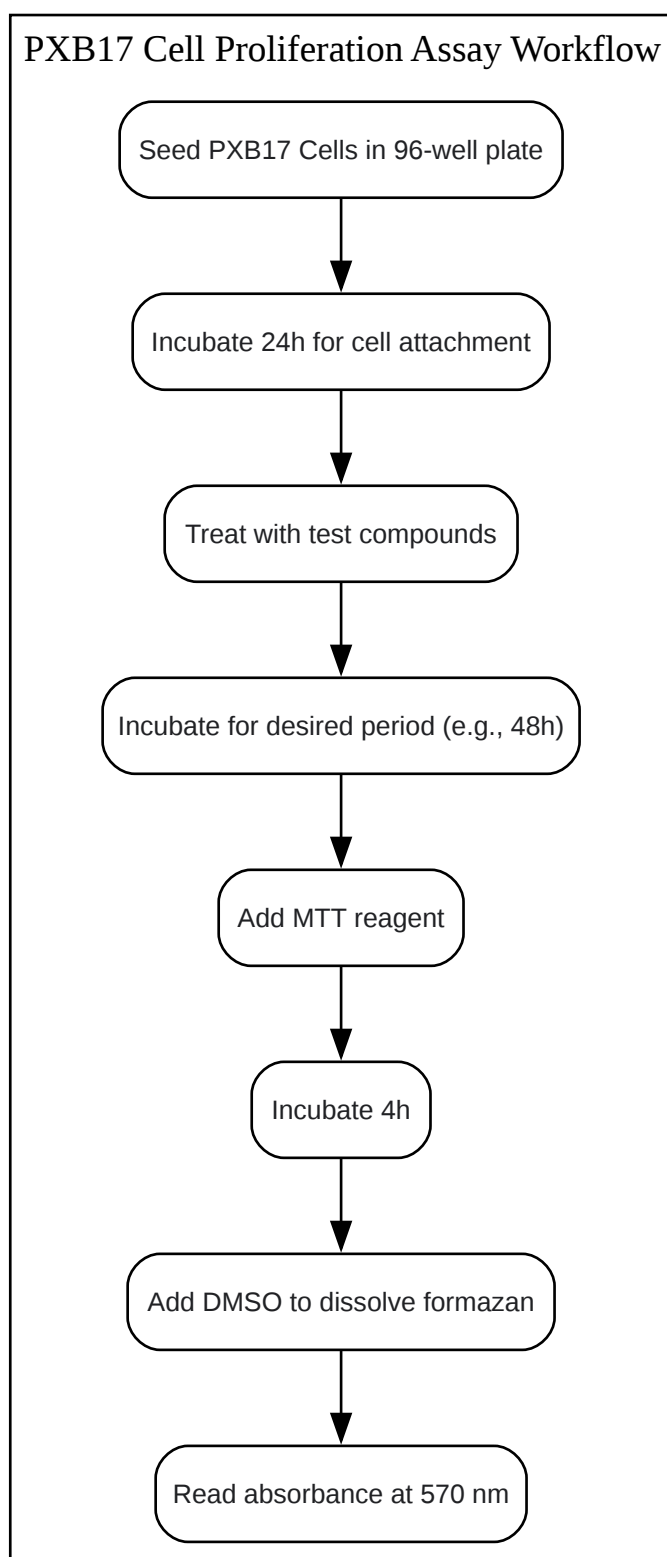 PXB17 Cell Proliferation Assay Workflow
Seed PXB17 Cells in 96-well plate
Incubate 24h for cell attachment
Treat with test compounds
Incubate for desired period (e.g., 48h)
Add MTT reagent
Incubate 4h
Add DMSO to dissolve formazan
Read absorbance at 570 nm